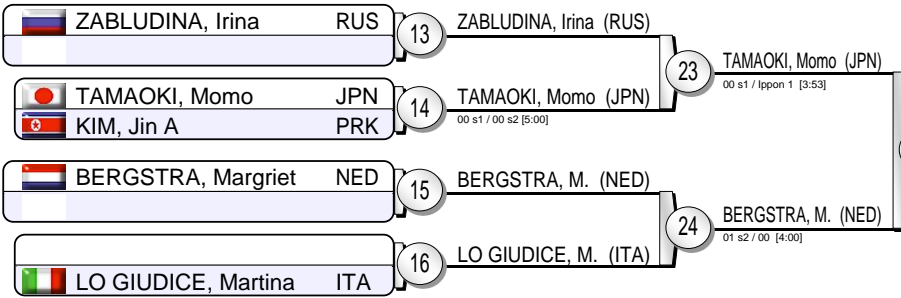 ZABLUDINA, Irina RUS
13
ZABLUDINA, Irina (RUS)
23
TAMAOKI, Momo (JPN)
00 s1 / Ippon 1 [3:53]
TAMAOKI, Momo JPN
KIM, Jin A PRK
14
TAMAOKI, Momo (JPN)
00 s1 / 00 s2 [5:00]
BERGSTRA, Margriet NED
15
BERGSTRA, M. (NED)
24
BERGSTRA, M. (NED)
01 s2 / 00 [4:00]
LO GIUDICE, Martina ITA
16
LO GIUDICE, M. (ITA)